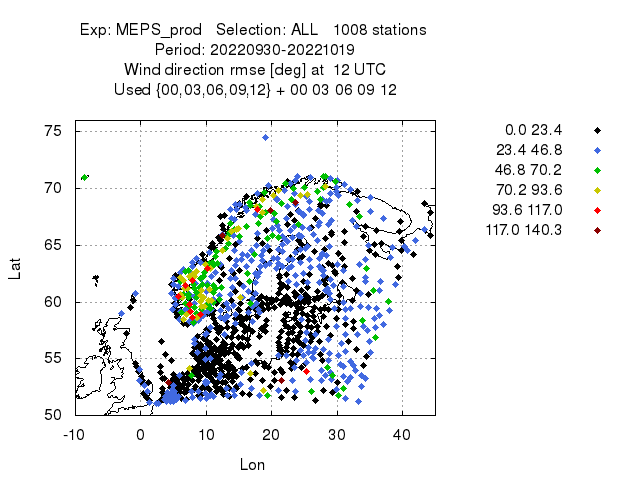 Exp: MEPS_prod   Selection: ALL   1008 stations
Period: 20220930-20221019
Wind direction rmse [deg] at  12 UTC
Used {00,03,06,09,12} + 00 03 06 09 12
0.0 23.4
23.4 46.8
46.8 70.2
70.2 93.6
93.6 117.0
117.0 140.3
75
70
65
60
55
50
Lat
-10 0 10 20 30 40
Lon